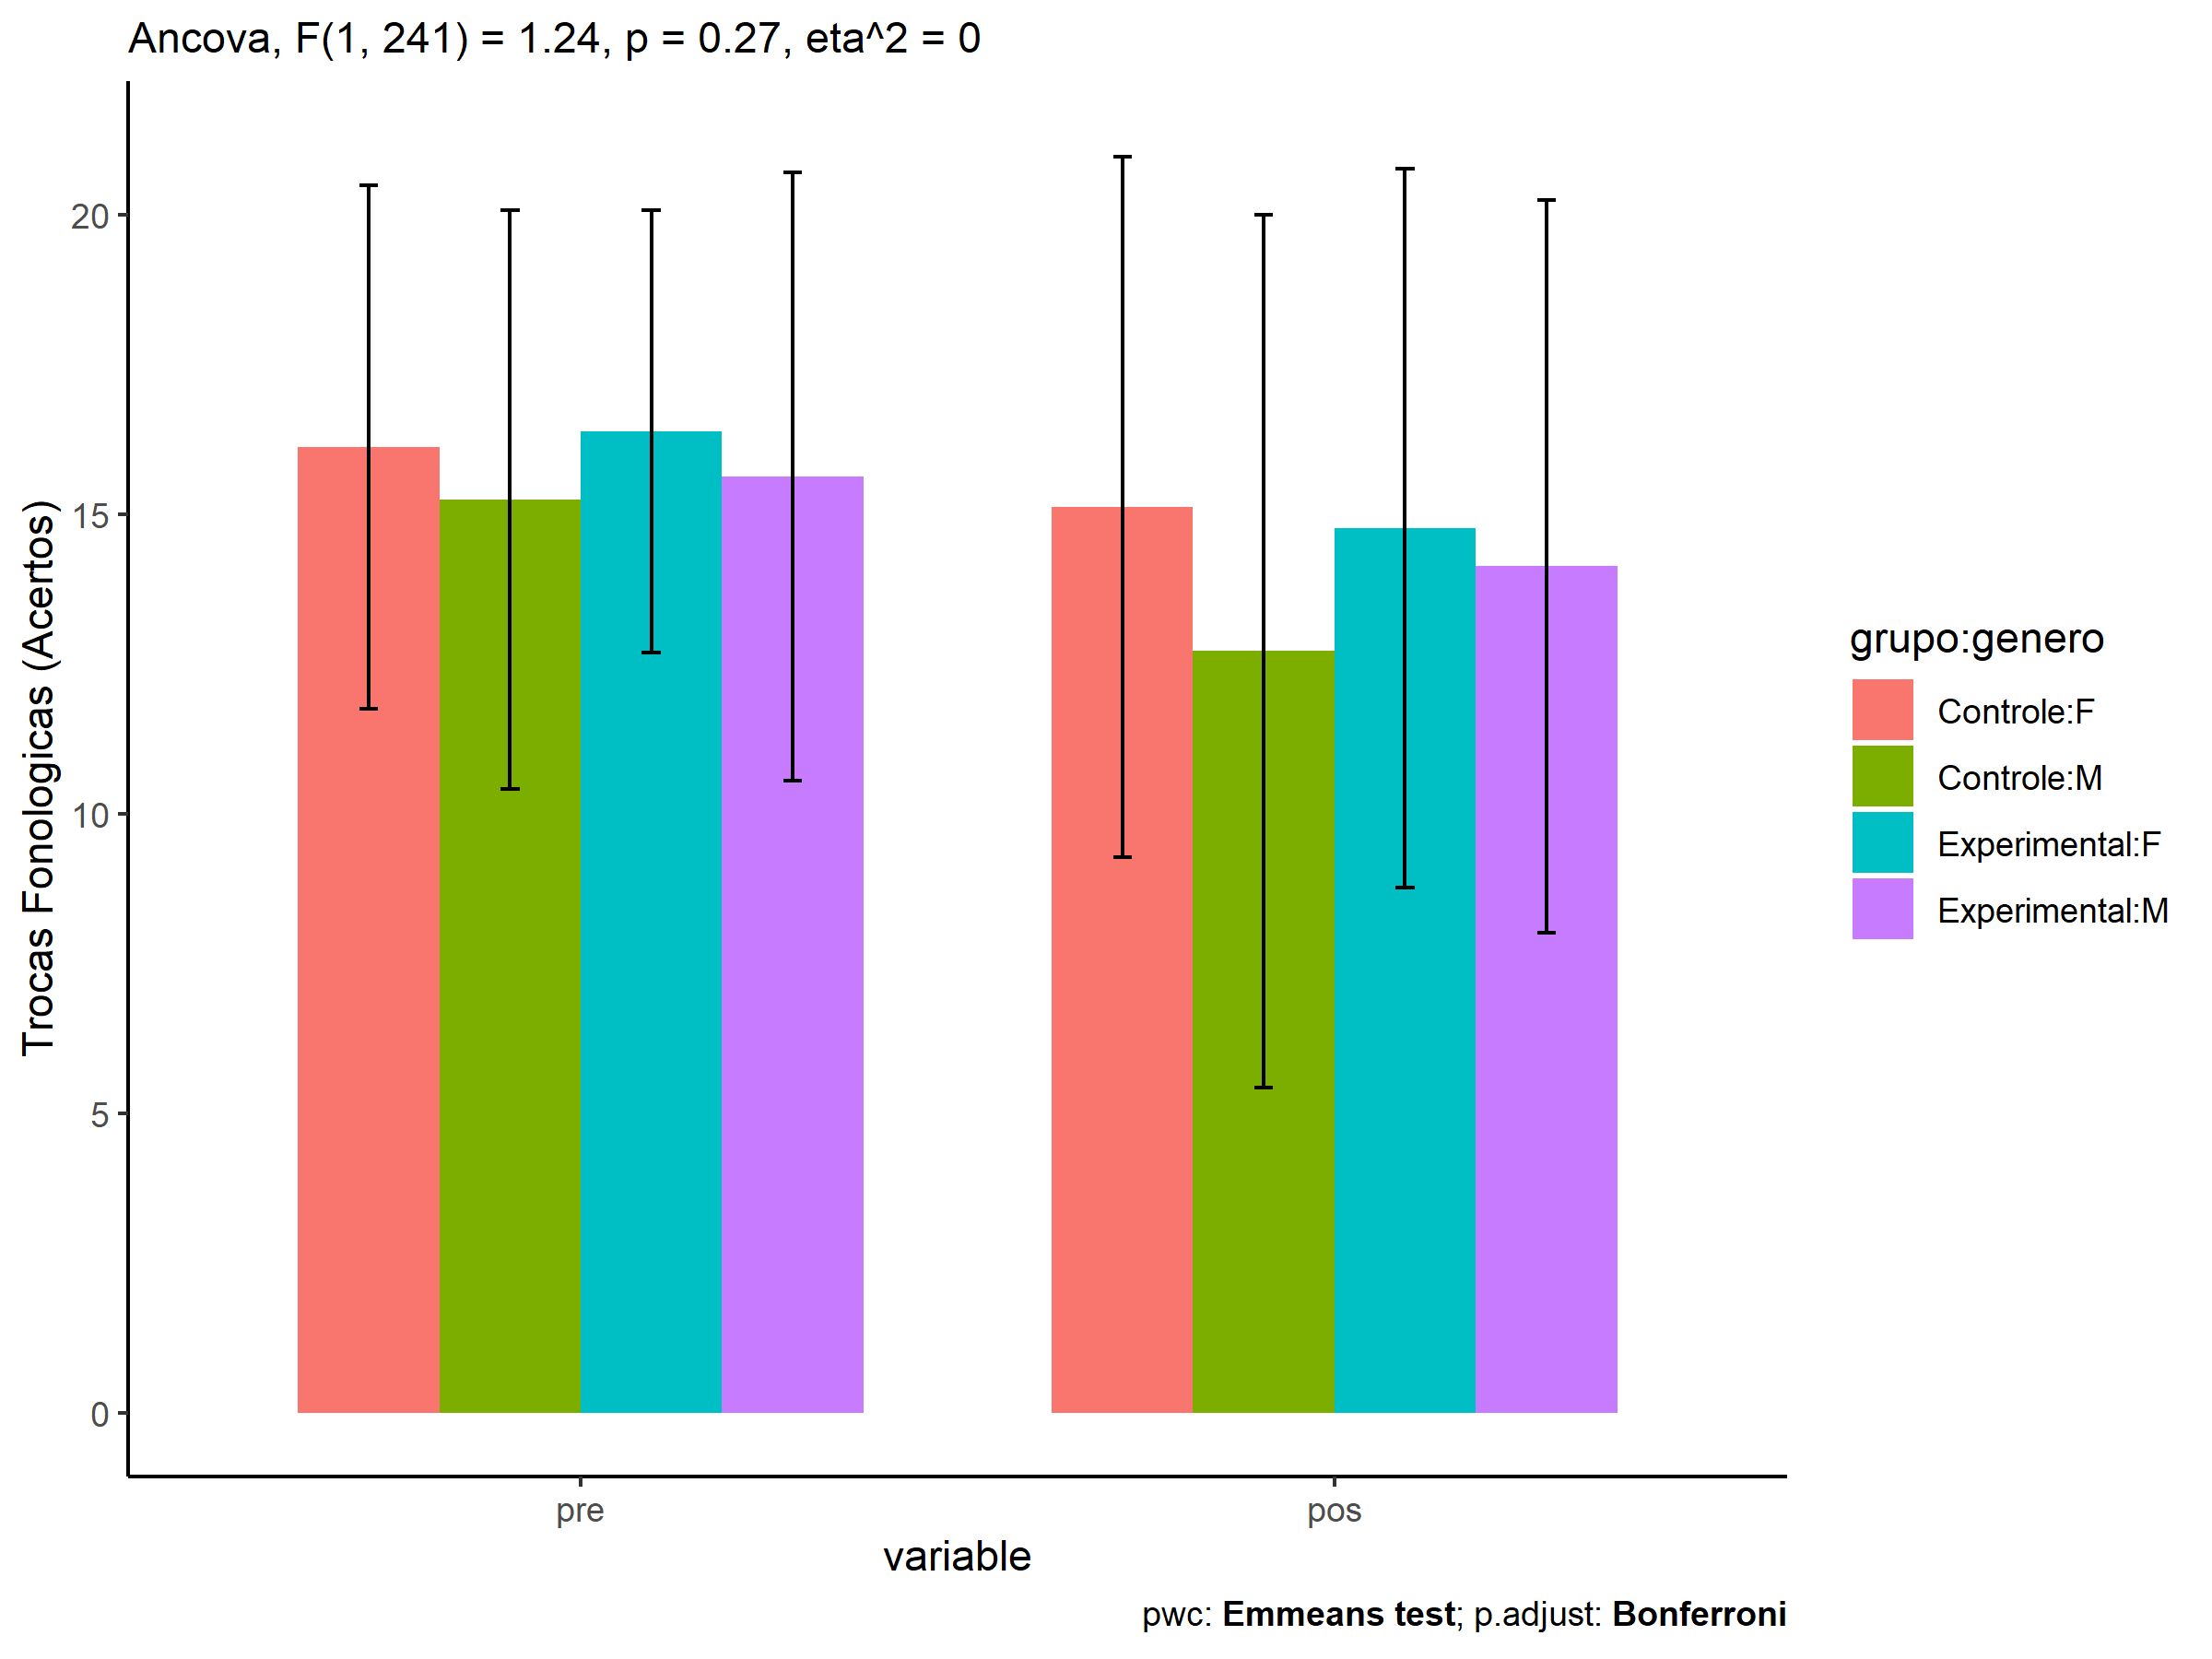 Ancova, F(1, 241) = 1.24, p = 0.27, eta^2 = 0
Trocas Fonologicas (Acertos)
20
15
10
5
0
pre
pos
variable
grupo:genero
Controle:F
Controle:M
Experimental:F
Experimental:M
pwc: Emmeans test; p.adjust: Bonferroni